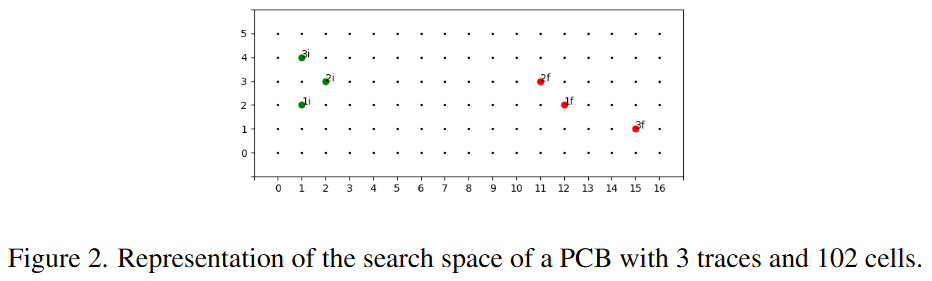 5
4
3i
3
2i
2f
2
1i
1f
1
3f
0
0 1 2 3 4 5 6 7 8 9 10 11 12 13 14 15 16
Figure 2. Representation of the search space of a PCB with 3 traces and 102 cells.